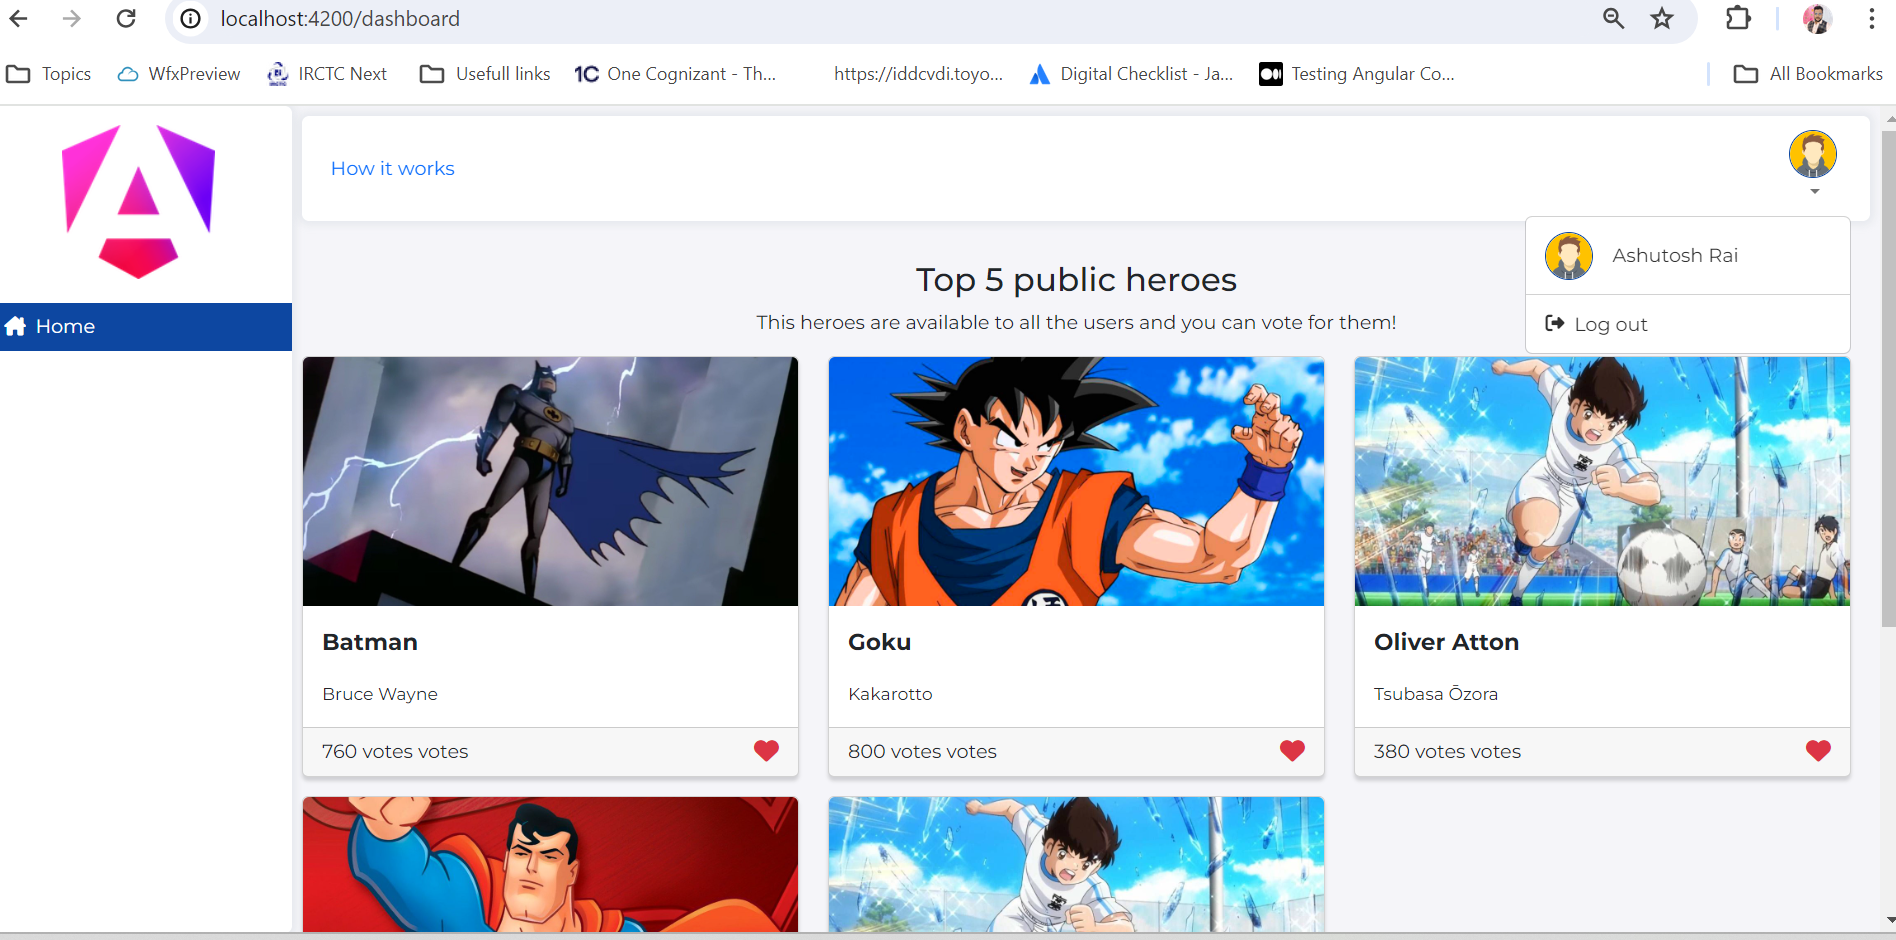 localhost:4200/dashboard
Topics WfxPreview IRCTC Next Usefull links 1C One Cognizant - Th... https://iddcvdi.toyo... Digital Checklist - Ja... Testing Angular Co... All Bookmarks
How it works
Ashutosh Rai
Log out
Home
Top 5 public heroes
This heroes are available to all the users and you can vote for them!
Batman
Bruce Wayne
760 votes votes
Goku
Kakarotto
800 votes votes
Oliver Atton
Tsubasa Ōzora
380 votes votes